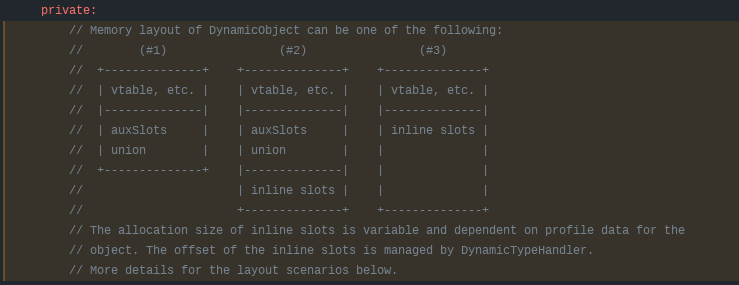 private:
// Memory layout of DynamicObject can be one of the following:
//        (#1)                (#2)                (#3)
//  +--------------+    +--------------+    +--------------+
//  | vtable, etc. |    | vtable, etc. |    | vtable, etc. |
//  |--------------|    |--------------|    |--------------|
//  | auxSlots     |    | auxSlots     |    | inline slots |
//  | union        |    | union        |    |              |
//  +--------------+    |--------------|    |              |
//                      | inline slots |    |              |
//                      +--------------+    +--------------+
// The allocation size of inline slots is variable and dependent on profile data for the
// object. The offset of the inline slots is managed by DynamicTypeHandler.
// More details for the layout scenarios below.